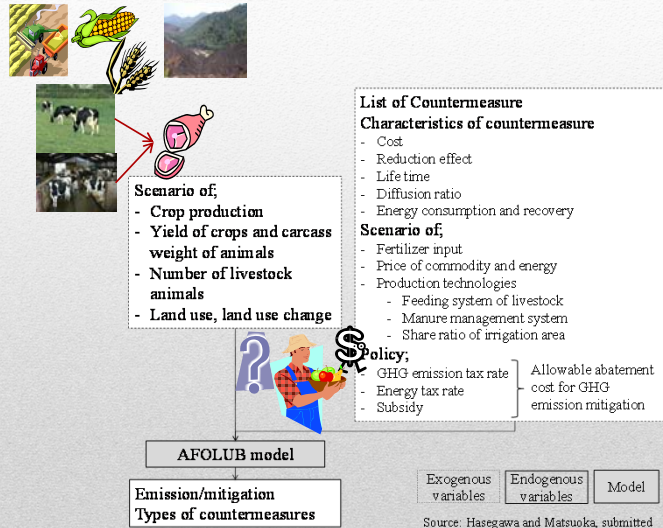 List of Countermeasure
Characteristics of countermeasure
- Cost
- Reduction effect
- Life time
- Diffusion ratio
- Energy consumption and recovery
Scenario of;
- Fertilizer input
- Price of commodity and energy
- Production technologies
- Feeding system of livestock
- Manure management system
- Share ratio of irrigation area
Policy;
- GHG emission tax rate
- Energy tax rate
- Subsidy
Allowable abatement
cost for GHG
emission mitigation
Scenario of;
- Crop production
- Yield of crops and carcass
weight of animals
- Number of livestock
animals
- Land use, land use change
?
$
AFOLUB model
Emission/mitigation
Types of countermeasures
Exogenous
variables
Endogenous
variables
Model
Source: Hasegawa and Matsuoka, submitted